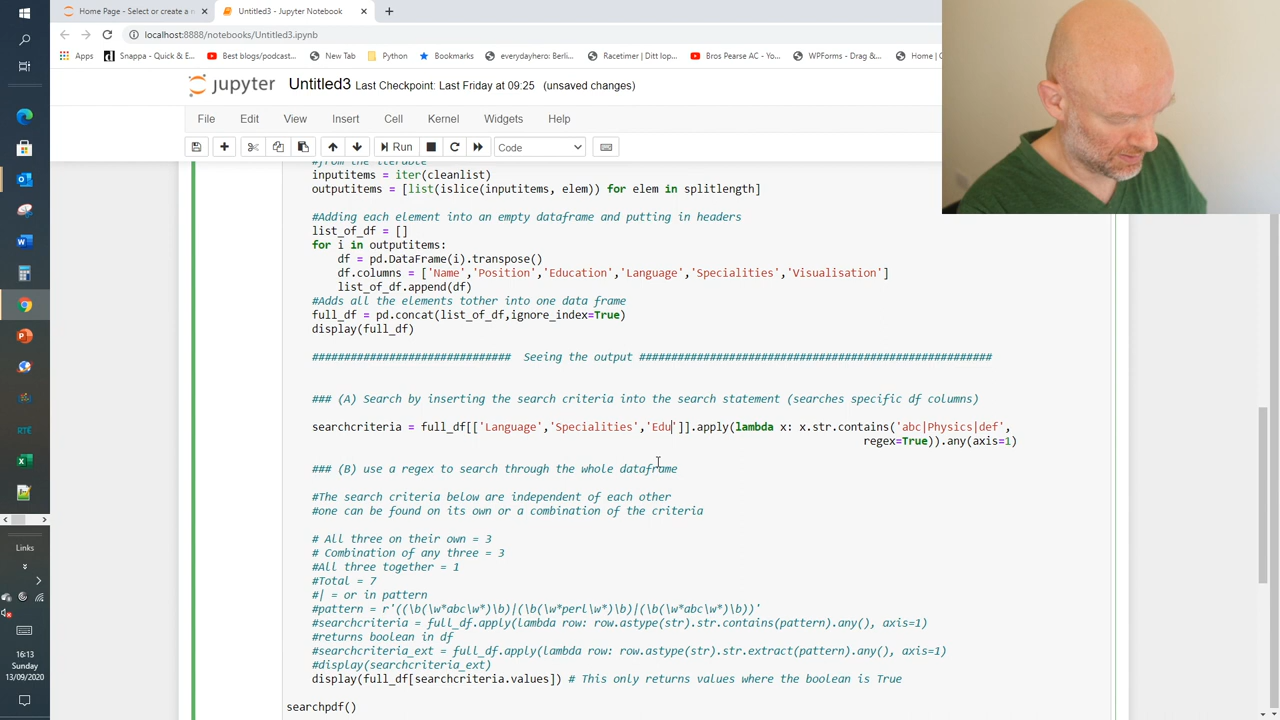 Home Page - Select or create a n
Untitled3 - Jupyter Notebook
localhost:8888/notebooks/Untitled3.ipynb
Apps
Snappa - Quick & E...
Best blogs/podcast...
New Tab
Python
Bookmarks
everydayhero: Berli...
Racetimer | Ditt lop...
Bros Pearse AC - Yo...
WPForms - Drag &...
Home (
jupyter Untitled3 Last Checkpoint: Last Friday at 09:25 (unsaved changes)
File Edit View Insert Cell Kernel Widgets Help
Run
Code
#from the iterable
inputitems = iter(cleanlist)
outputitems = [list(islice(inputitems, elem)) for elem in splitlength]
#Adding each element into an empty dataframe and putting in headers
list_of_df = []
for i in outputitems:
df = pd.DataFrame(i).transpose()
df.columns = ['Name','Position','Education','Language','Specialities','Visualisation']
list_of_df.append(df)
#Adds all the elements tother into one data frame
full_df = pd.concat(list_of_df,ignore_index=True)
display(full_df)
############################### Seeing the output #######################################################
### (A) Search by inserting the search criteria into the search statement (searches specific df columns)
searchcriteria = full_df[['Language','Specialities','Edu']].apply(lambda x: x.str.contains('abc|Physics|def',
regex=True)).any(axis=1)
### (B) use a regex to search through the whole dataframe
#The search criteria below are independent of each other
#one can be found on its own or a combination of the criteria
# All three on their own = 3
# Combination of any three = 3
#All three together = 1
#Total = 7
#| = or in pattern
#pattern = r'((\b(\w*abc\w*)\b)|(\b(\w*perl\w*)\b)|(\b(\w*abc\w*)\b))'
#searchcriteria = full_df.apply(lambda row: row.astype(str).str.contains(pattern).any(), axis=1)
#returns boolean in df
#searchcriteria_ext = full_df.apply(lambda row: row.astype(str).str.extract(pattern).any(), axis=1)
#display(searchcriteria_ext)
display(full_df[searchcriteria.values]) # This only returns values where the boolean is True
searchpdf()
RTÉ
Links
16:13
Sunday
13/09/2020